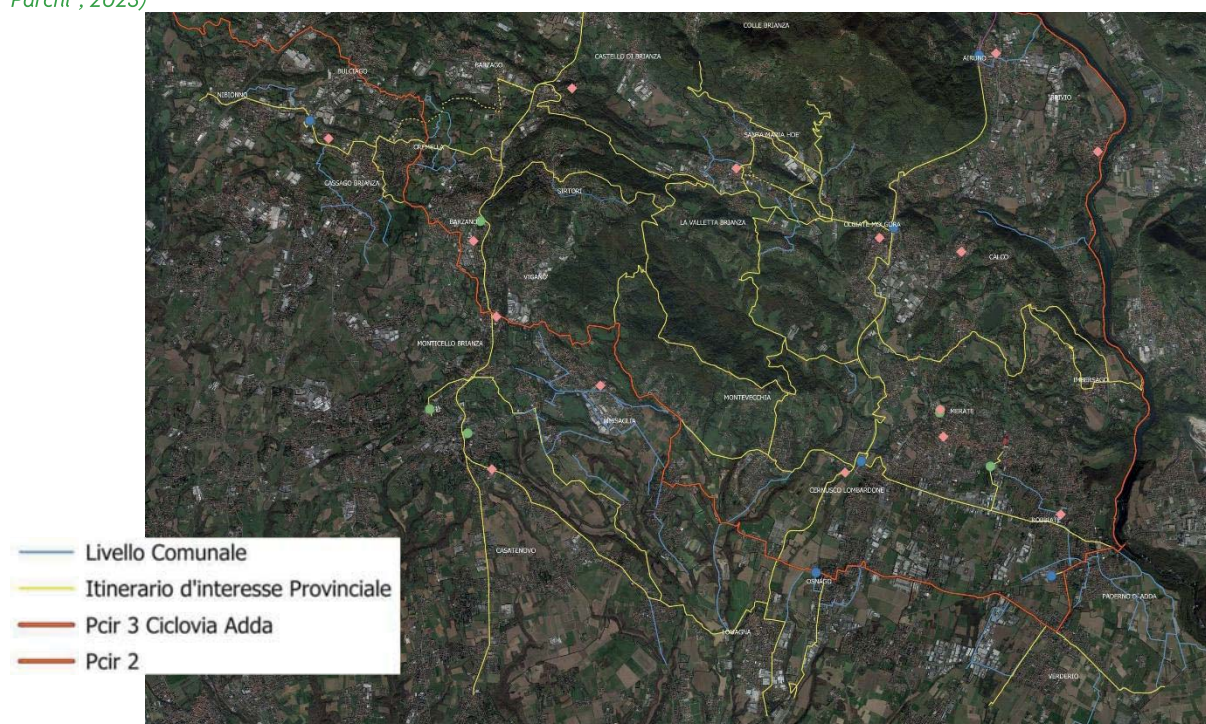 Parchi", 2023)
COLLE BRIANZA
AIRUNO
CASTELLO DI BRIANZA
BARZAGO
BULCIAGO
NIBIONNO
BRIVIO
SANTA MARIA HOE'
CREMELLA
CASSAGO BRIANZA
SIRTORI
LA VALLETTA BRIANZA
BARZANO'
OLGIATE MOLGORA
CALCO
VIGANO'
MONTICELLO BRIANZA
IMBERSAGO
MONTEVECCHIA
MERATE
MISSAGLIA
CERNUSCO LOMBARDONE
ROBBIATE
CASATENOVO
OSNAGO
PADERNO D'ADDA
LOMAGNA
VERDERIO
Livello Comunale
Itinerario d'interesse Provinciale
Pcir 3 Ciclovia Adda
Pcir 2